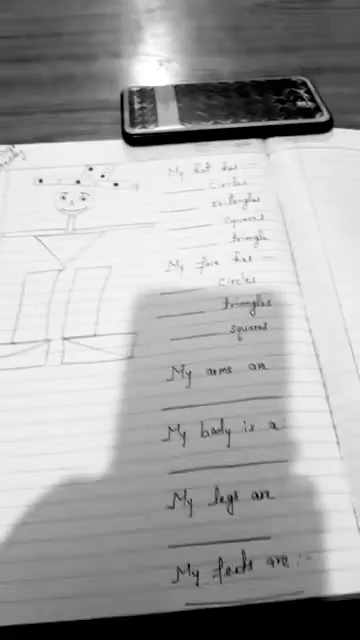 My hat has
circles
rectangles
squares
triangle
My face has
circles
triangles
squares
My arms are
My body is a
My legs are
My feets are :-